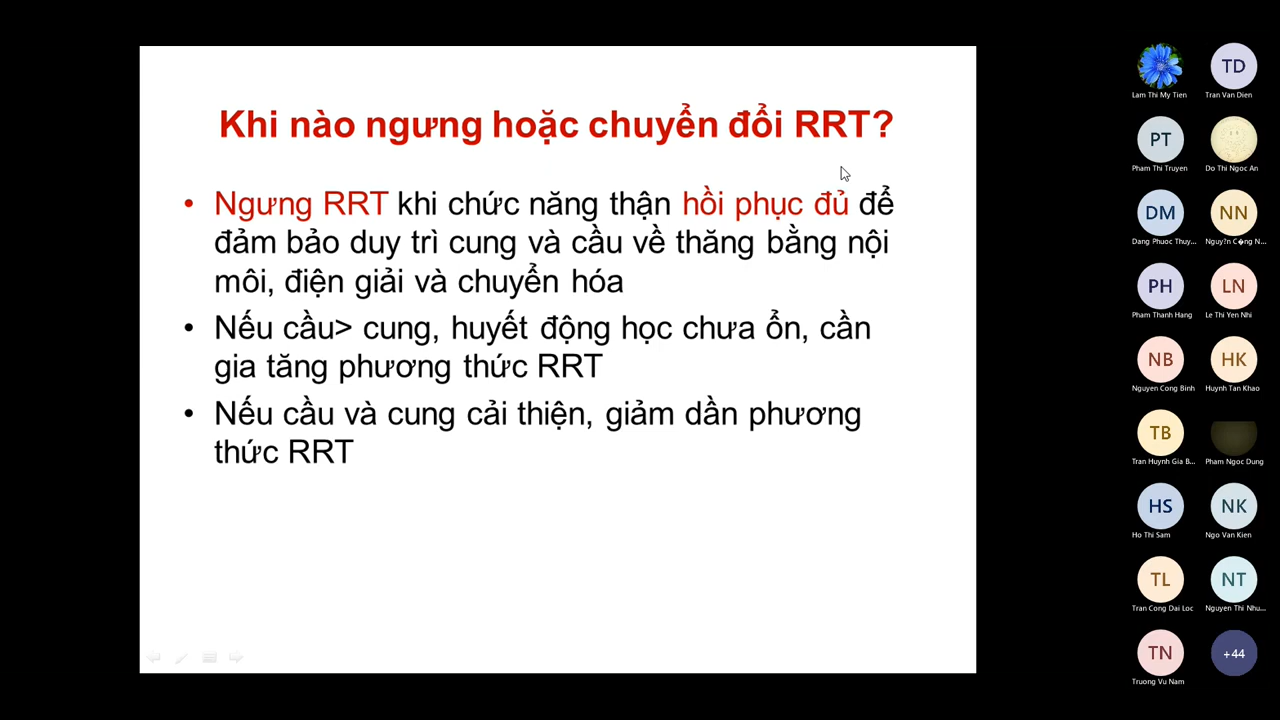 Khi nào ngưng hoặc chuyển đổi RRT?
• Ngưng RRT khi chức năng thận hồi phục đủ để
đảm bảo duy trì cung và cầu về thăng bằng nội
môi, điện giải và chuyển hóa
• Nếu cầu> cung, huyết động học chưa ổn, cần
gia tăng phương thức RRT
• Nếu cầu và cung cải thiện, giảm dần phương
thức RRT
Lam Thi My Tien
TD
Tran Van Dien
PT
Pham Thi Truyen
Do Thi Ngoc An
DM
Dang Phuoc Thuy...
NN
Nguy?n C�ng N...
PH
Pham Thanh Hang
LN
Le Thi Yen Nhi
NB
Nguyen Cong Binh
HK
Huynh Tan Khao
TB
Tran Huynh Gia B...
Pham Ngoc Dung
HS
Ho Thi Sam
NK
Ngo Van Kien
TL
Tran Cong Dai Loc
NT
Nguyen Thi Nhu...
TN
Truong Vu Nam
+44